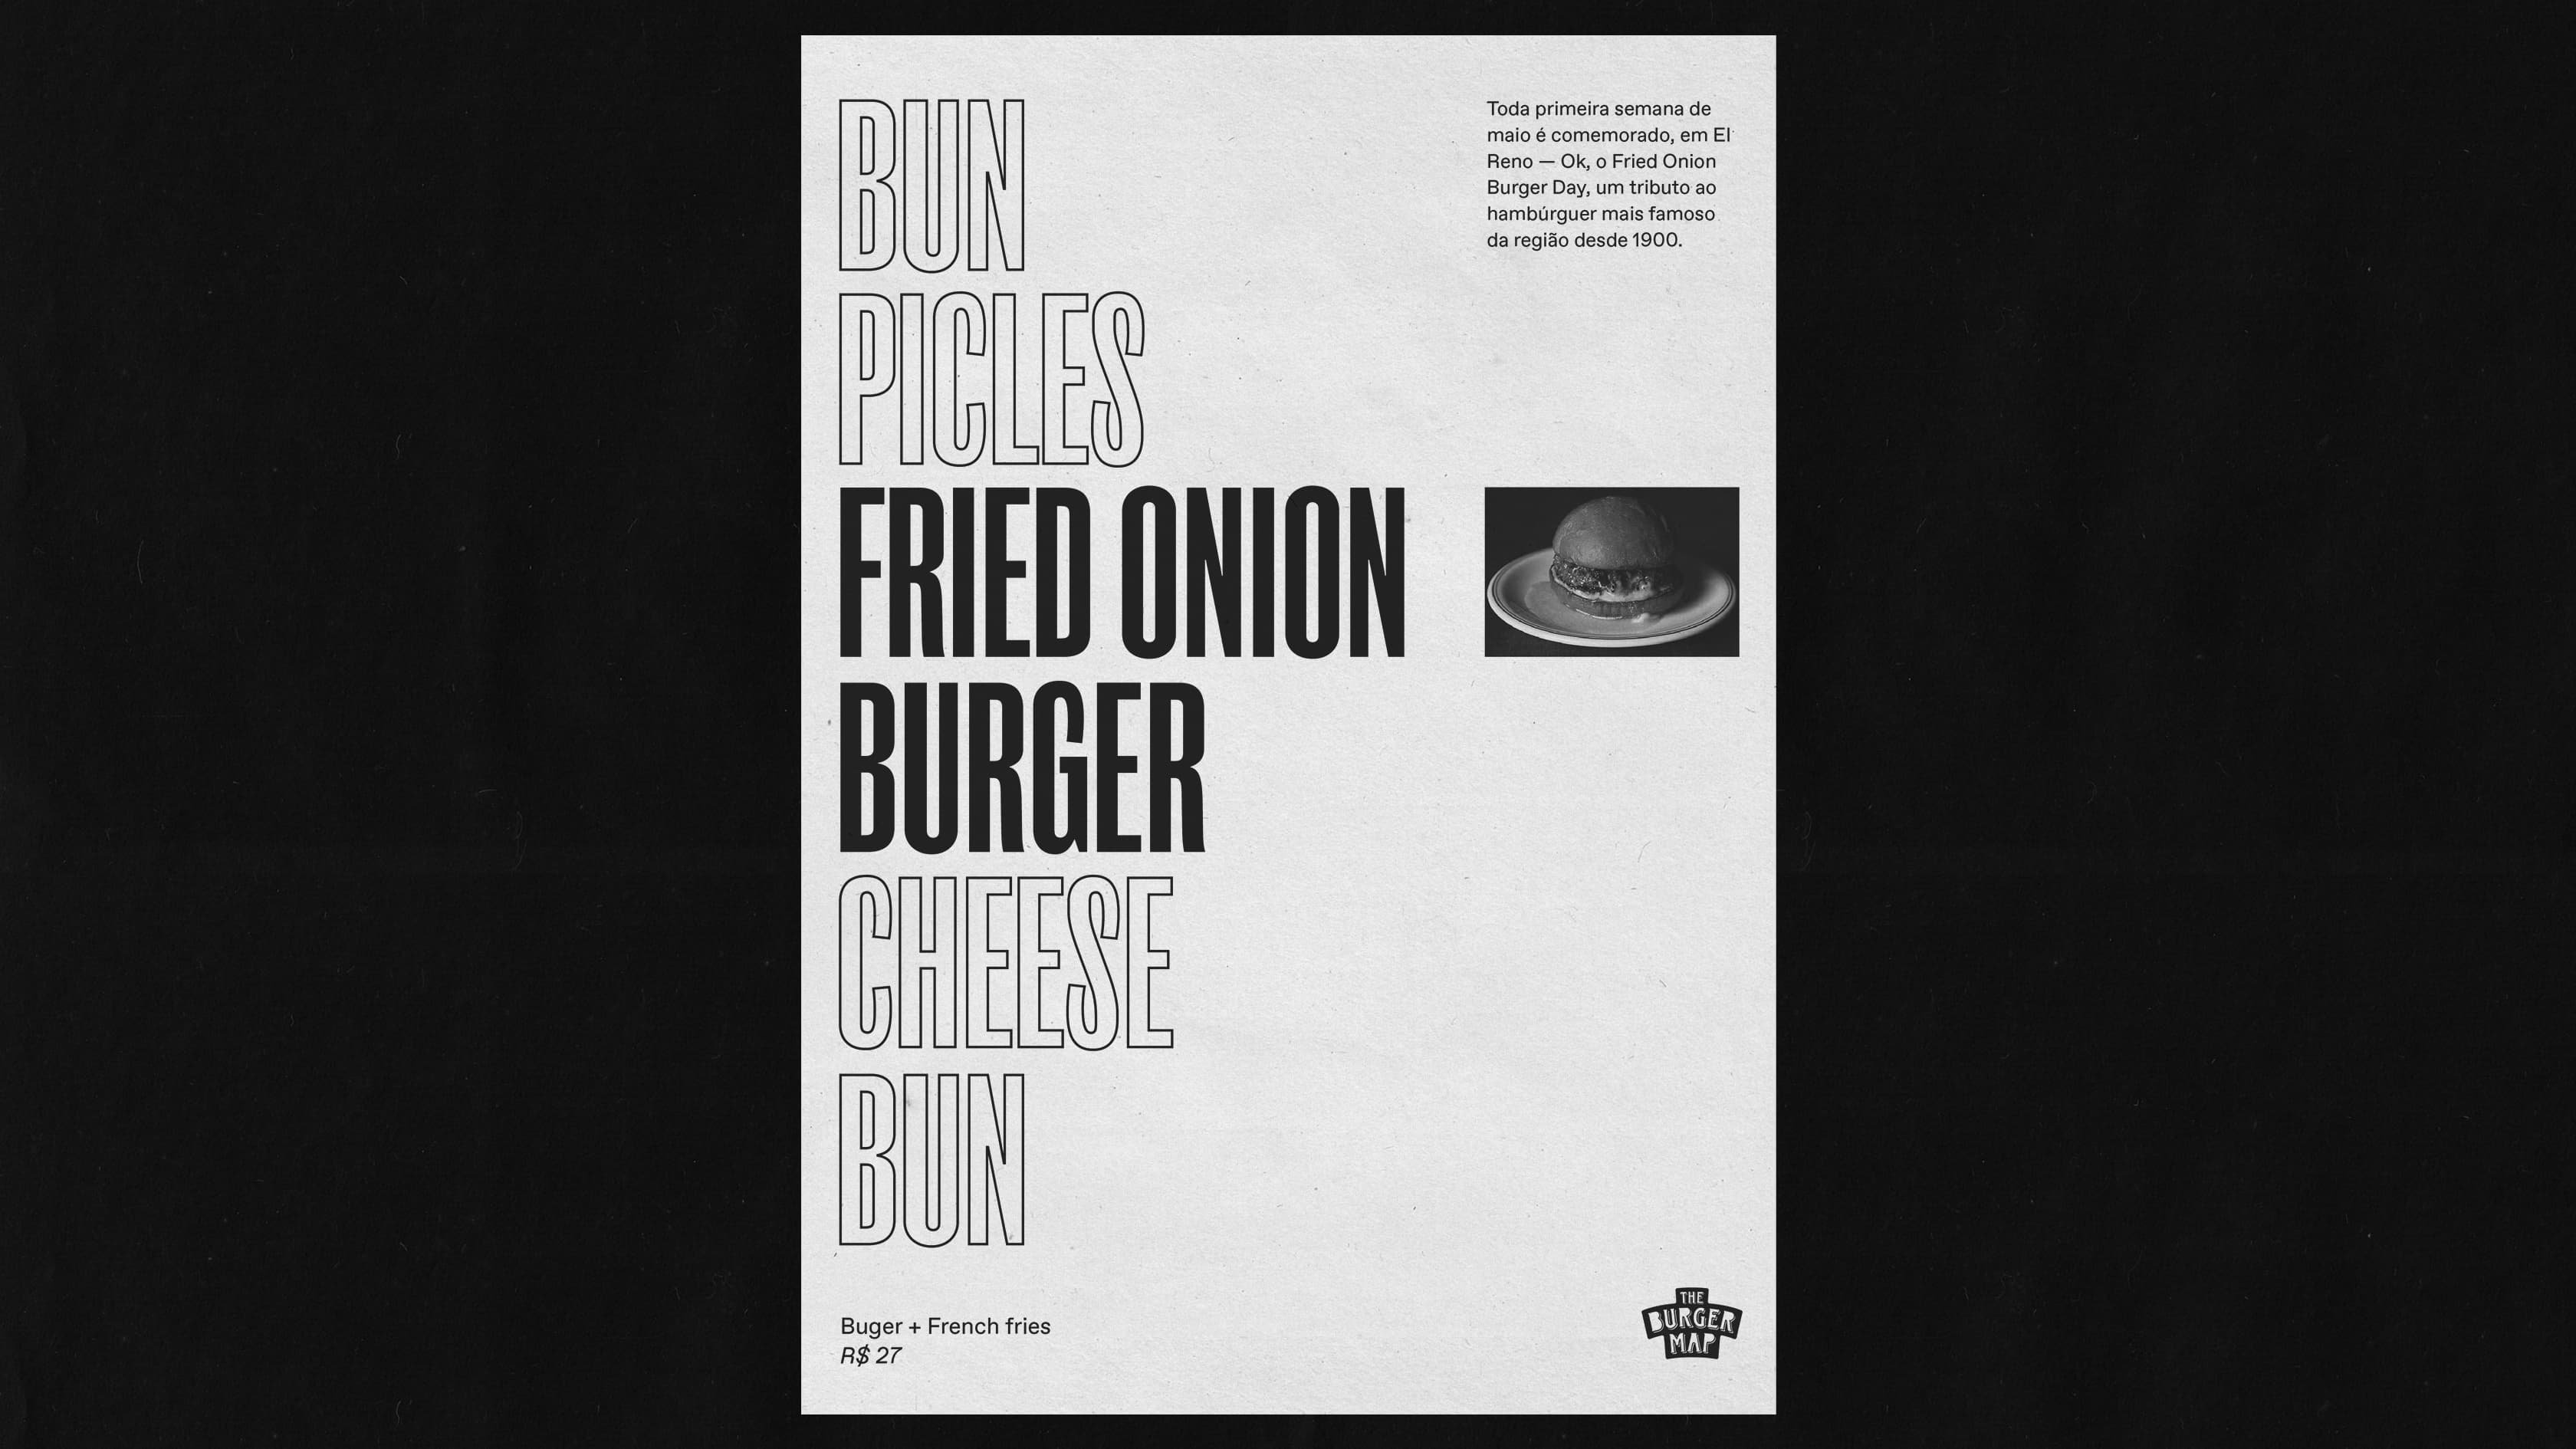 BUN
Toda primeira semana de
maio é comemorado, em El
Reno — Ok, o Fried Onion
Burger Day, um tributo ao
hambúrguer mais famoso
da região desde 1900.
PICLES
FRIED ONION
BURGER
CHEESE
BUN
Buger + French fries
R$ 27
THE
BURGER
MAP